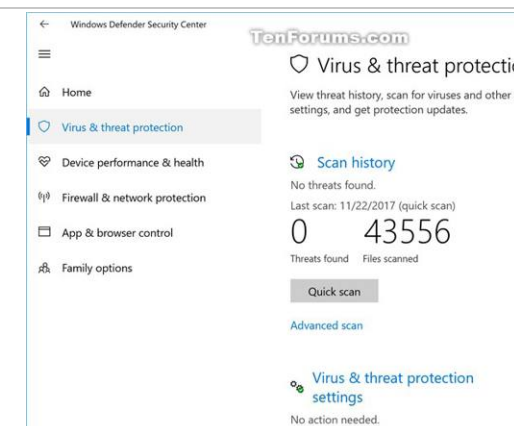 Windows Defender Security Center
TenForums.com
Home
Virus & threat protection
Device performance & health
Firewall & network protection
App & browser control
Family options
Virus & threat
View threat history, scan for viruses and other
settings, and get protection updates.
Scan history
No threats found.
Last scan: 11/22/2017 (quick scan)
0 43556
Threats found Files scanned
Quick scan
Advanced scan
Virus & threat protection
settings
No action needed.